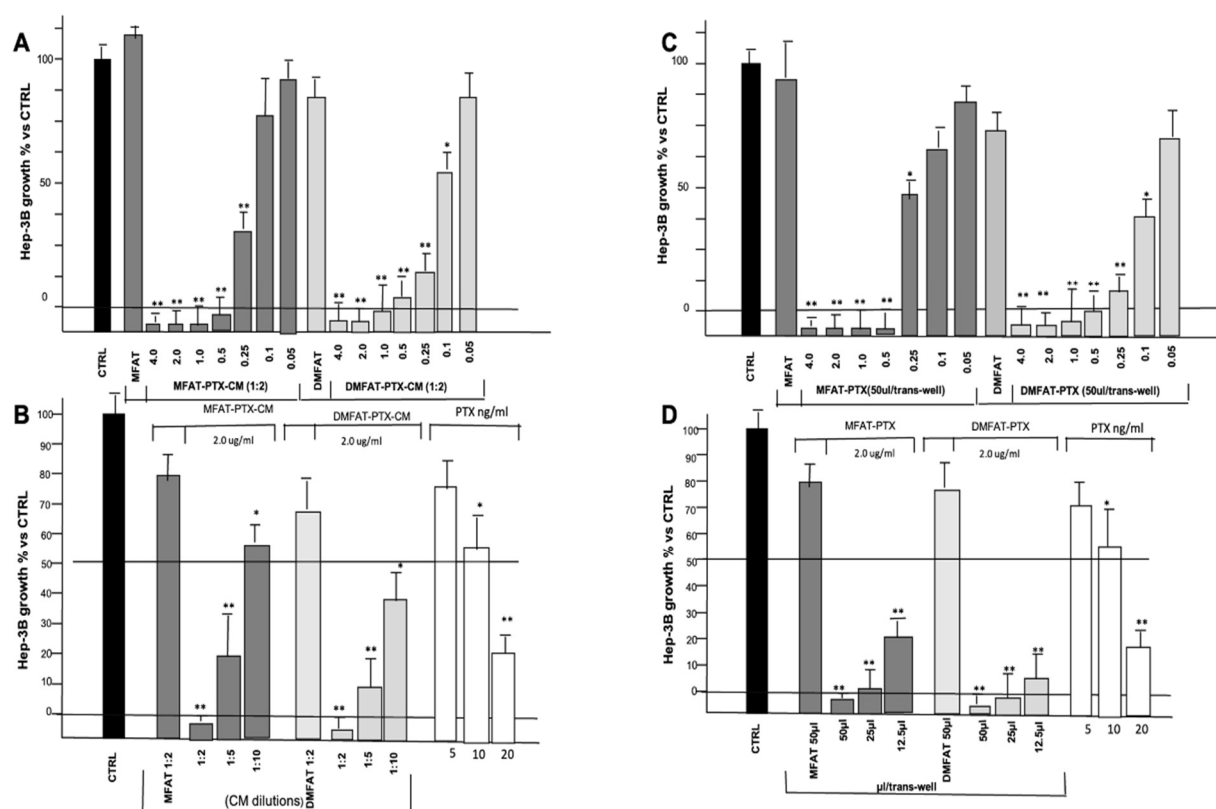 A
Hep-3B growth % vs CTRL
100
50
0
** ** ** ** ** ** ** ** ** ** *
CTRL MFAT 4.0 2.0 1.0 0.5 0.25 0.1 0.05 DMFAT 4.0 2.0 1.0 0.5 0.25 0.1 0.05
MFAT-PTX-CM (1:2) DMFAT-PTX-CM (1:2)
C
Hep-3B growth % vs CTRL
100
50
0
** ** ** ** * ** ** ** ** ** *
CTRL MFAT 4.0 2.0 1.0 0.5 0.25 0.1 0.05 DMFAT 4.0 2.0 1.0 0.5 0.25 0.1 0.05
MFAT-PTX(50ul/trans-well) DMFAT-PTX (50ul/trans-well)
B
MFAT-PTX-CM DMFAT-PTX-CM PTX ng/ml
2.0 ug/ml 2.0 ug/ml
Hep-3B growth % vs CTRL
100
90
80
70
60
50
40
30
20
10
0
** ** * ** ** * * **
CTRL MFAT 1:2 1:2 1:5 1:10 DMFAT 1:2 1:2 1:5 1:10 5 10 20
(CM dilutions)
D
MFAT-PTX DMFAT-PTX PTX ng/ml
2.0 ug/ml 2.0 ug/ml
Hep-3B growth % vs CTRL
100
90
80
70
60
50
40
30
20
10
0
** ** ** ** ** ** * **
CTRL MFAT 50µl 50µl 25µl 12.5µl DMFAT 50µl 50µl 25µl 12.5µl 5 10 20
µl/trans-well